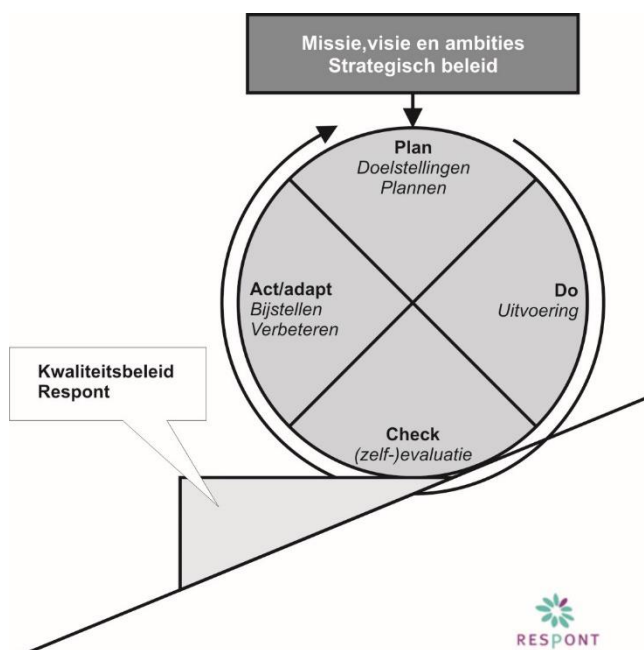 Missie,visie en ambities
Strategisch beleid
Plan
Doelstellingen
Plannen
Act/adapt
Bijstellen
Verbeteren
Do
Uitvoering
Kwaliteitsbeleid
Respont
Check
(zelf-)evaluatie
RESPONT